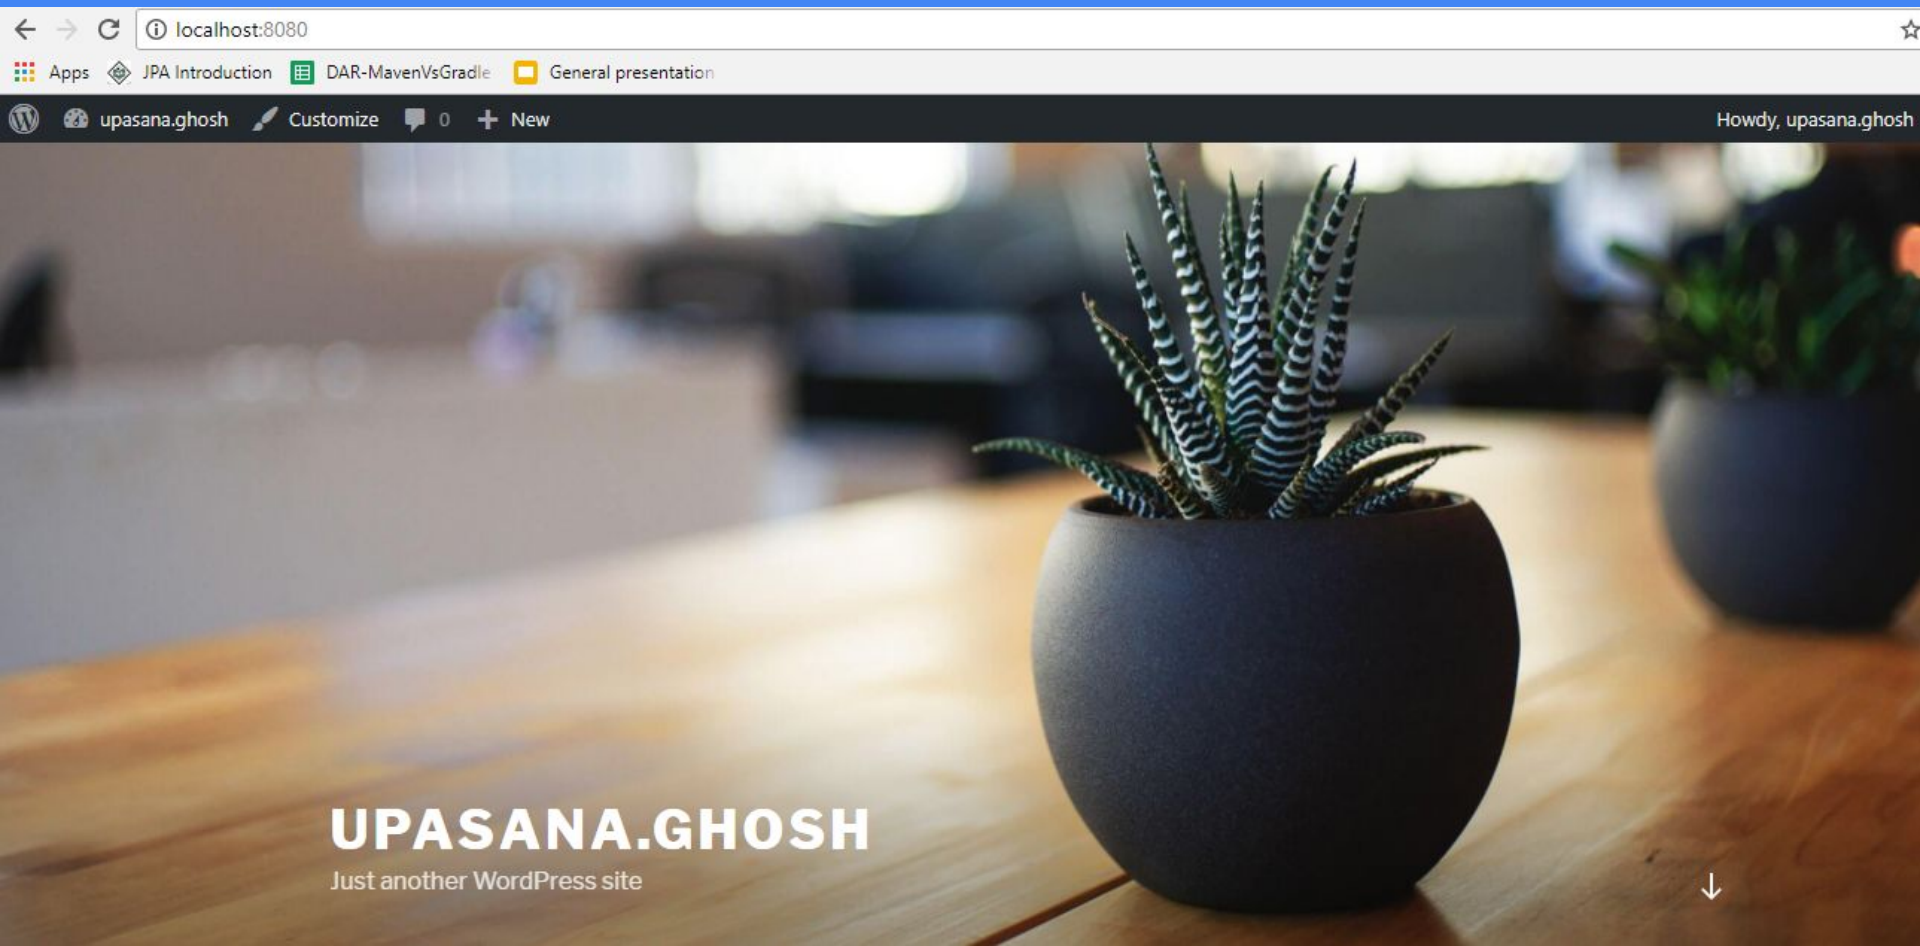 localhost:8080
Apps JPA Introduction DAR-MavenVsGradle General presentation
upasana.ghosh Customize 0 New Howdy, upasana.ghosh
UPASANA.GHOSH
Just another WordPress site